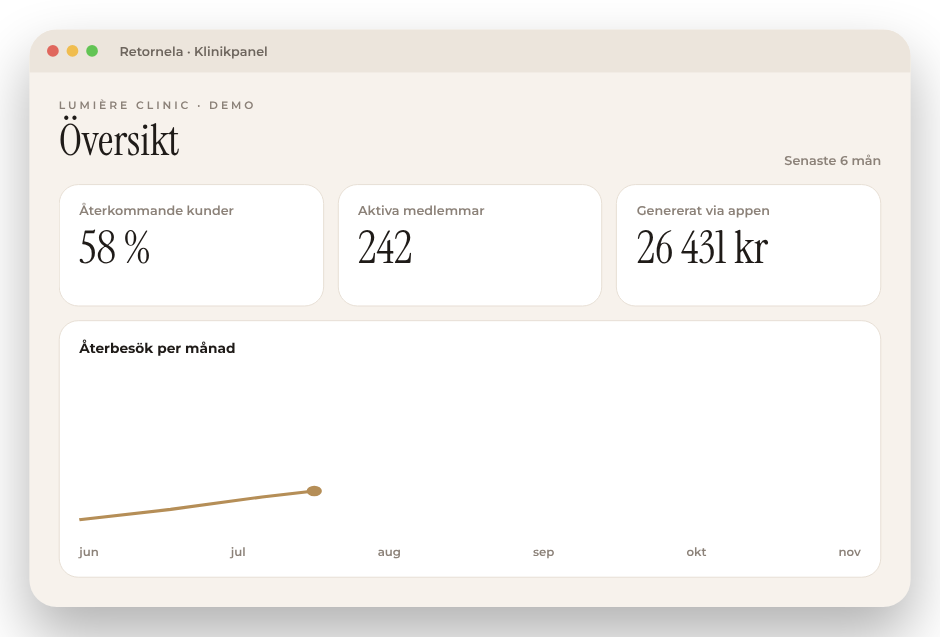 Retornela · Klinikpanel
LUMIÈRE CLINIC · DEMO
Översikt
Senaste 6 mån
Återkommande kunder
58 %
Aktiva medlemmar
242
Genererat via appen
26 431 kr
Återbesök per månad
jun jul aug sep okt nov